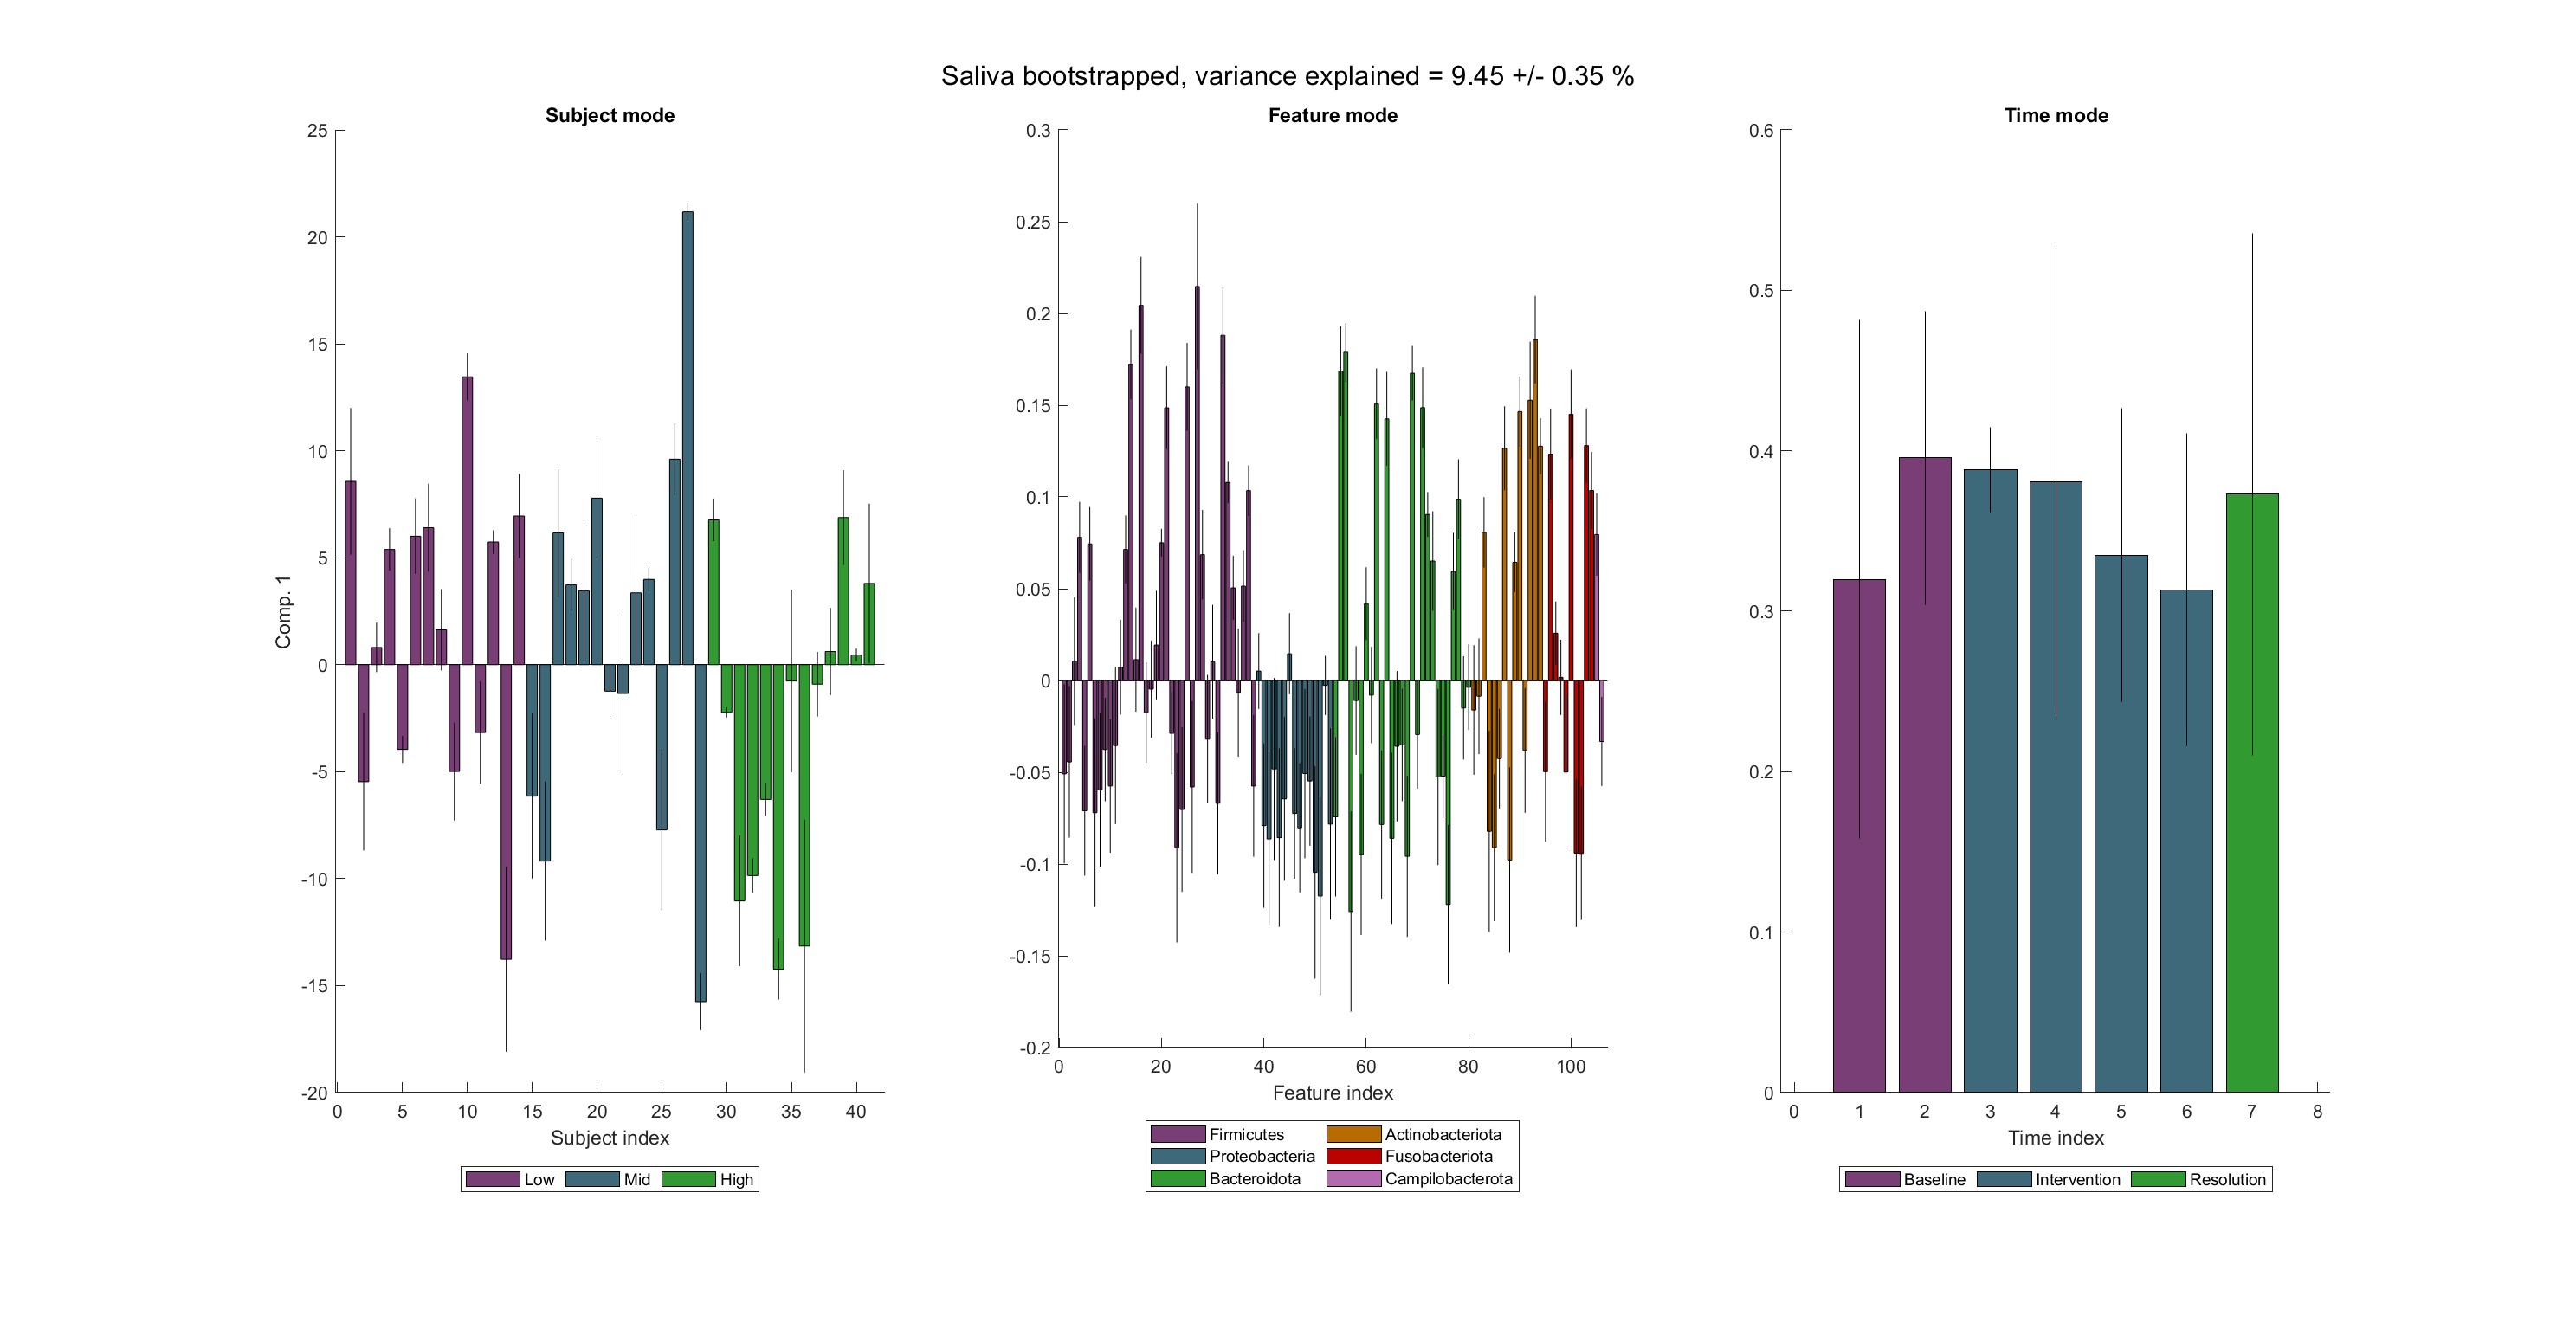 Saliva bootstrapped, variance explained = 9.45 +/- 0.35 %
Subject mode
25
20
15
10
5
0
-5
-10
-15
-20
Comp. 1
0 5 10 15 20 25 30 35 40
Subject index
Low Mid High
Feature mode
0.3
0.25
0.2
0.15
0.1
0.05
0
-0.05
-0.1
-0.15
-0.2
0 20 40 60 80 100
Feature index
Firmicutes Actinobacteriota
Proteobacteria Fusobacteriota
Bacteroidota Campilobacterota
Time mode
0.6
0.5
0.4
0.3
0.2
0.1
0
0 1 2 3 4 5 6 7 8
Time index
Baseline Intervention Resolution